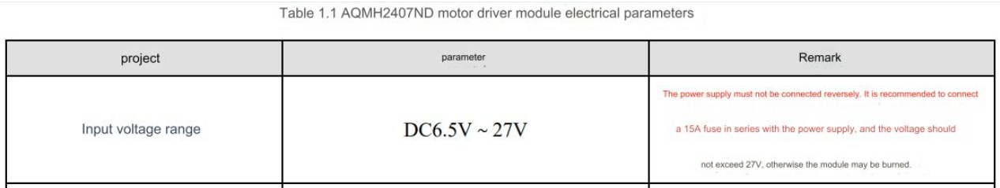 Table 1.1 AQMH2407ND motor driver module electrical parameters
project
parameter
Remark
Input voltage range
DC6.5V ~ 27V
The power supply must not be connected reversely. It is recommended to connect
a 15A fuse in series with the power supply, and the voltage should
not exceed 27V, otherwise the module may be burned.